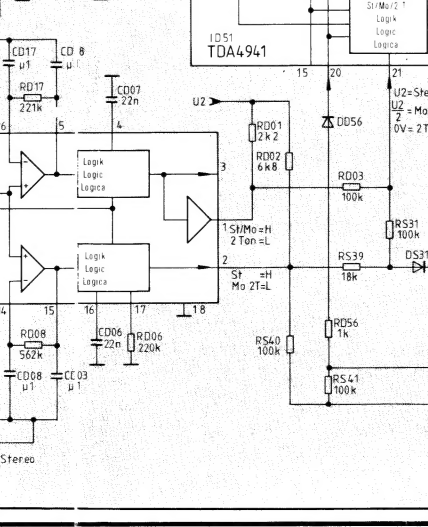 St/Mo/2 T
Logik
Logic
Logica
ID51
TDA4941
CD17
µ1
CD 8
RD17
221k
CD07
22n
15
20
21
U2
U2=Ste
U2
2
= Mo
0V= 2T
DD56
RD01
2k2
RD02
6k8
6
5
4
Logik
Logic
Logica
3
RD03
100k
RS31
100k
1
St/Mo=H
2 Ton =L
2
St =H
Mo 2T=L
RS39
18k
DS31
Logik
Logic
Logica
4
15
16
17
18
CD06
22n
RD06
220k
RD08
562k
CD08
µ1
CD03
µ1
RS40
100k
RD56
1k
RS41
100k
Stereo